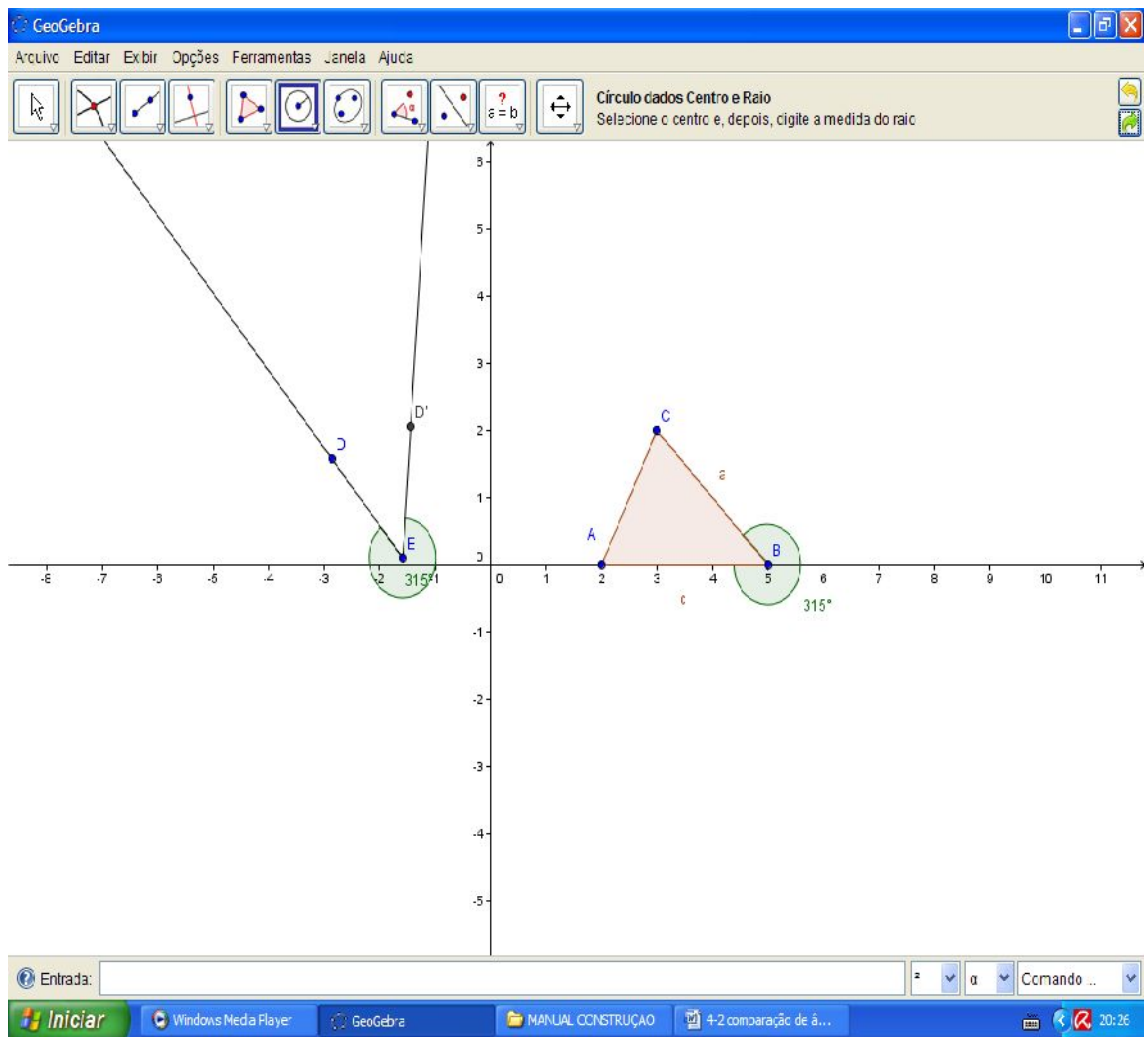 GeoGebra
Arquivo Editar Exibir Opções Ferramentas Janela Ajuda
? a = b
Círculo dados Centro e Raio
Selecione o centro e, depois, digite a medida do raio
5
4
3
2
1
0
-1
-2
-3
-4
-5
-8 -7 -5 -5 -4 -3 -2 -1 0 1 2 3 4 5 6 7 8 9 10 11
D
D'
E
315°
C
a
A
B
c
315°
Entrada:
² α Comando ...
Iniciar Windows Media Player GeoGebra MANUAL CONSTRUÇAO 4-2 comparação de â... 20:26